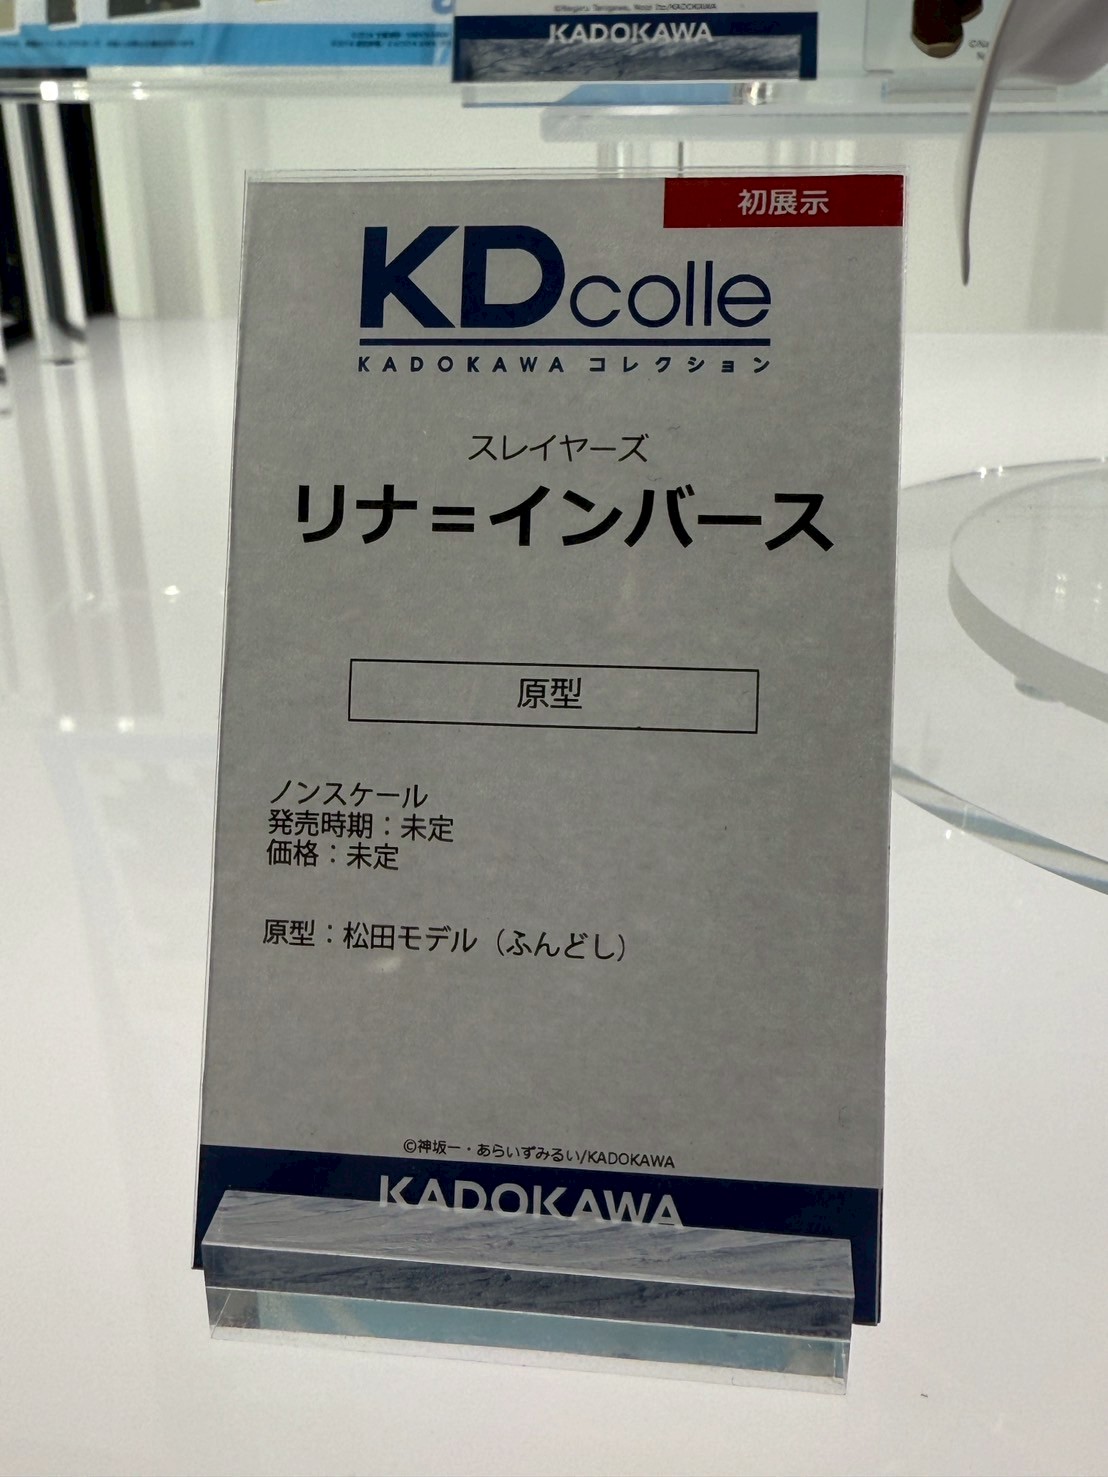 KADOKAWA
初展示
KDcolle
KADOKAWA コレクション
スレイヤーズ
リナ=インバース
原型
ノンスケール
発売時期：未定
価格：未定
原型：松田モデル（ふんどし）
©神坂一・あらいずみるい/KADOKAWA
KADOKAWA